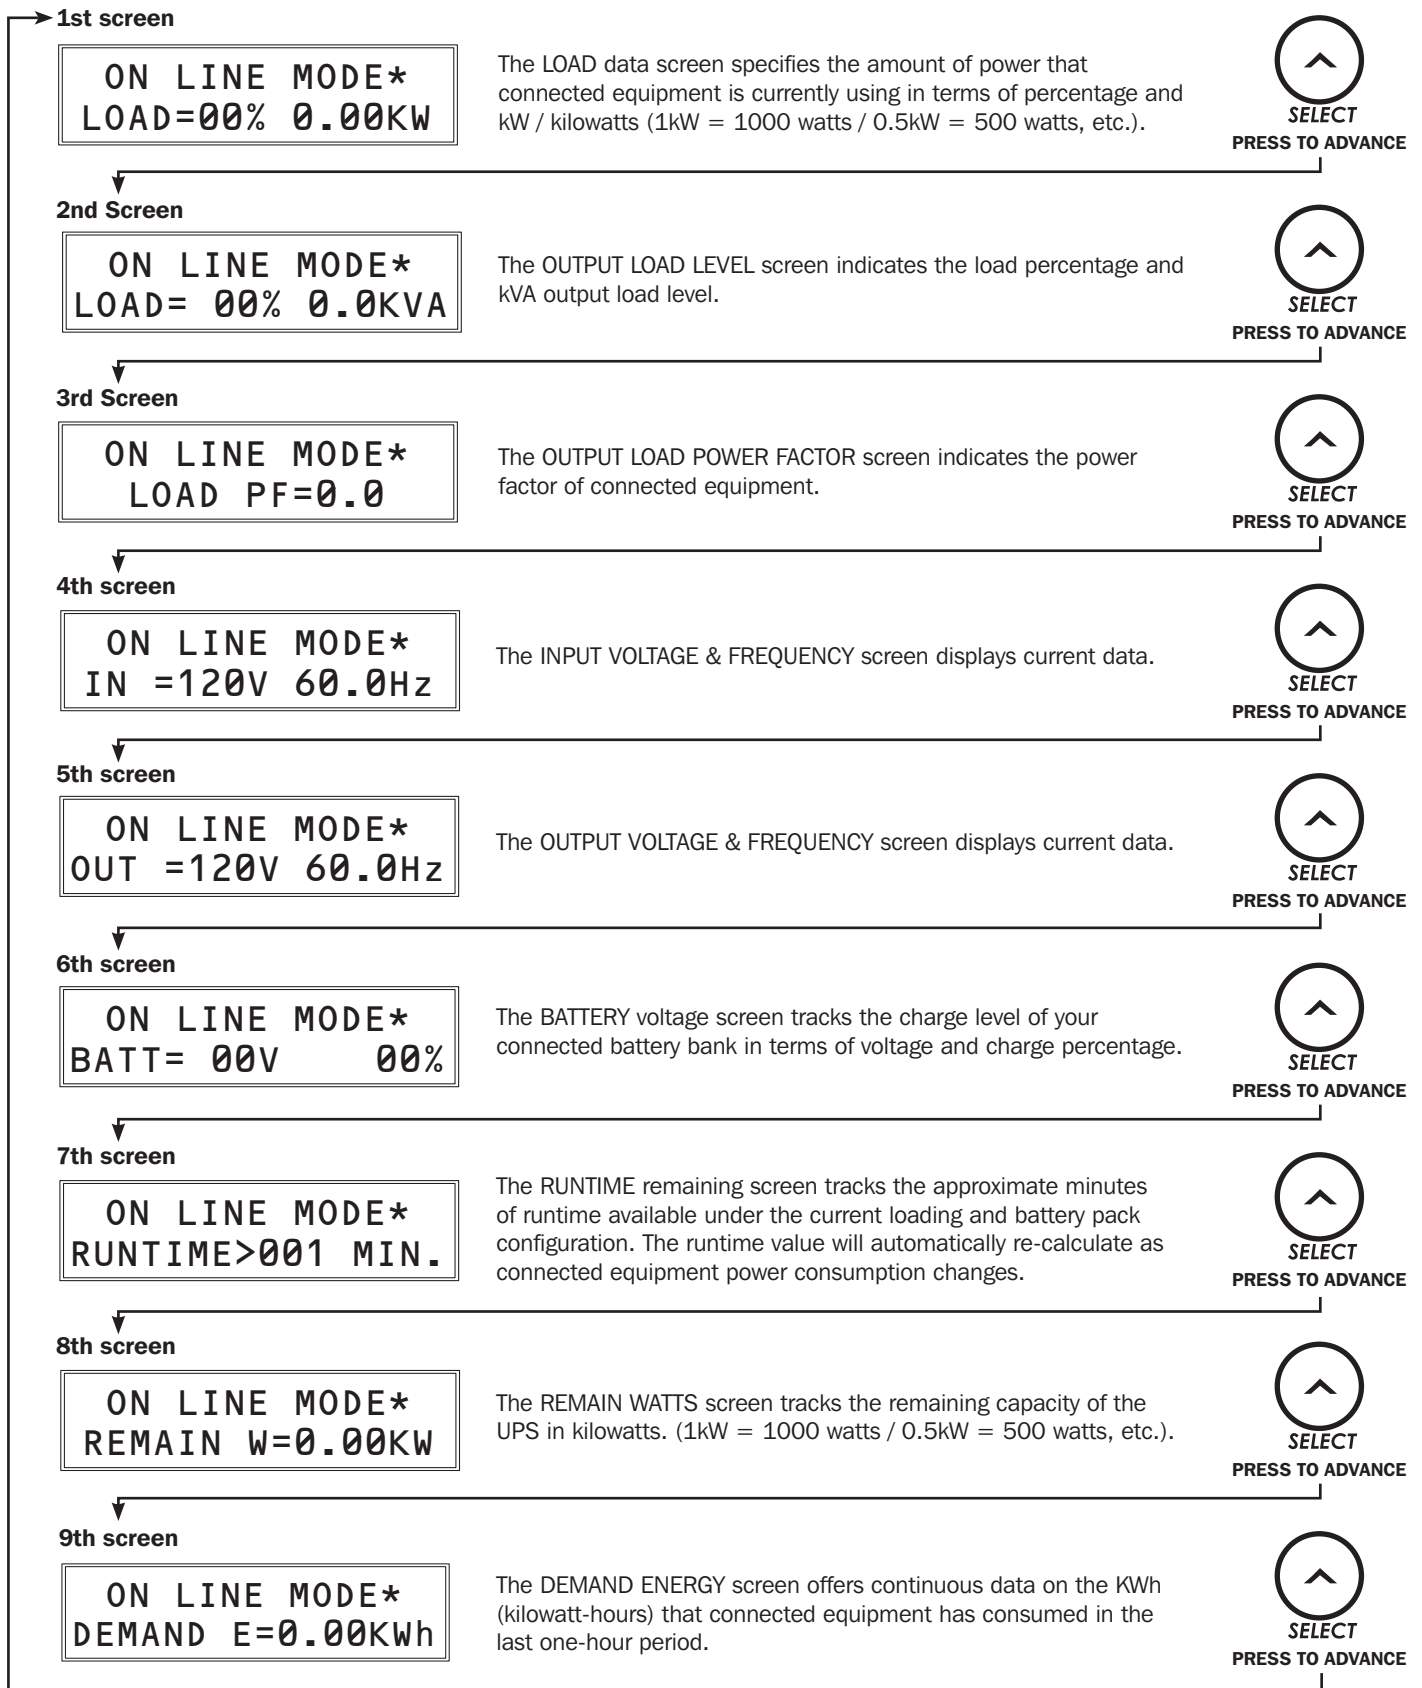 1st screen
ON LINE MODE*
LOAD=00% 0.00KW
The LOAD data screen specifies the amount of power that
connected equipment is currently using in terms of percentage and
kW / kilowatts (1kW = 1000 watts / 0.5kW = 500 watts, etc.).
SELECT
PRESS TO ADVANCE
2nd Screen
ON LINE MODE*
LOAD= 00% 0.0KVA
The OUTPUT LOAD LEVEL screen indicates the load percentage and
kVA output load level.
SELECT
PRESS TO ADVANCE
3rd Screen
ON LINE MODE*
LOAD PF=0.0
The OUTPUT LOAD POWER FACTOR screen indicates the power
factor of connected equipment.
SELECT
PRESS TO ADVANCE
4th screen
ON LINE MODE*
IN =120V 60.0Hz
The INPUT VOLTAGE & FREQUENCY screen displays current data.
SELECT
PRESS TO ADVANCE
5th screen
ON LINE MODE*
OUT =120V 60.0Hz
The OUTPUT VOLTAGE & FREQUENCY screen displays current data.
SELECT
PRESS TO ADVANCE
6th screen
ON LINE MODE*
BATT= 00V 00%
The BATTERY voltage screen tracks the charge level of your
connected battery bank in terms of voltage and charge percentage.
SELECT
PRESS TO ADVANCE
7th screen
ON LINE MODE*
RUNTIME>001 MIN.
The RUNTIME remaining screen tracks the approximate minutes
of runtime available under the current loading and battery pack
configuration. The runtime value will automatically re-calculate as
connected equipment power consumption changes.
SELECT
PRESS TO ADVANCE
8th screen
ON LINE MODE*
REMAIN W=0.00KW
The REMAIN WATTS screen tracks the remaining capacity of the
UPS in kilowatts. (1kW = 1000 watts / 0.5kW = 500 watts, etc.).
SELECT
PRESS TO ADVANCE
9th screen
ON LINE MODE*
DEMAND E=0.00KWh
The DEMAND ENERGY screen offers continuous data on the KWh
(kilowatt-hours) that connected equipment has consumed in the
last one-hour period.
SELECT
PRESS TO ADVANCE